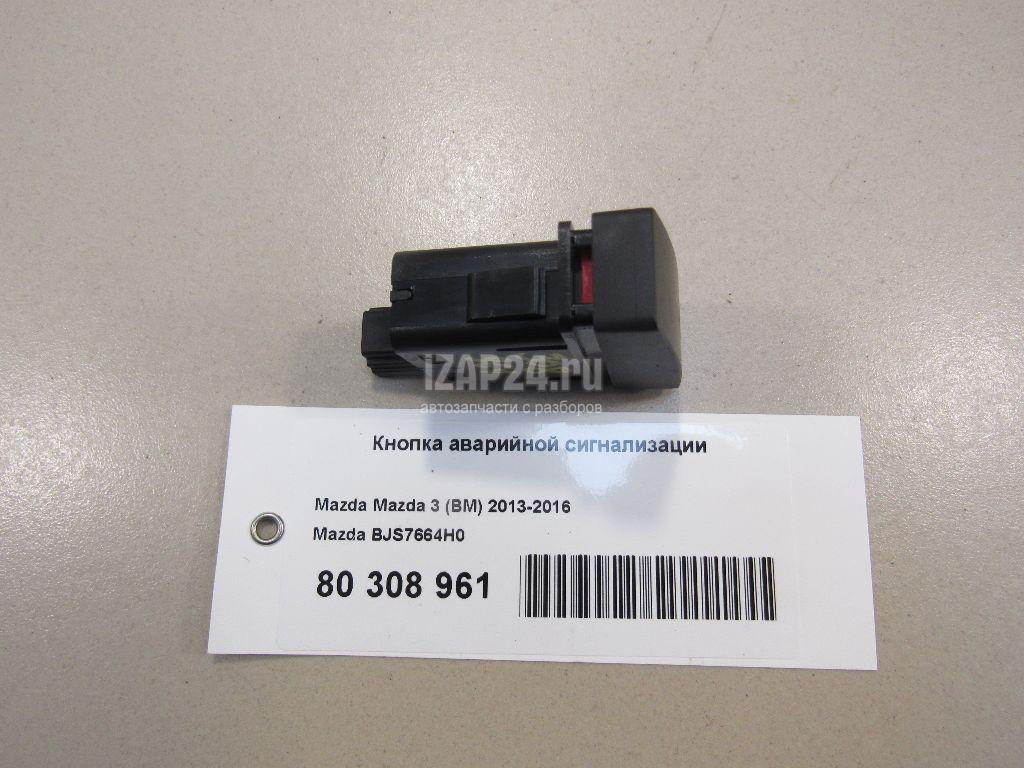 IZAP24.ru
автозапчасти с разборов
Кнопка аварийной сигнализации
Mazda Mazda 3 (BM) 2013-2016
Mazda BJS7664H0
80 308 961